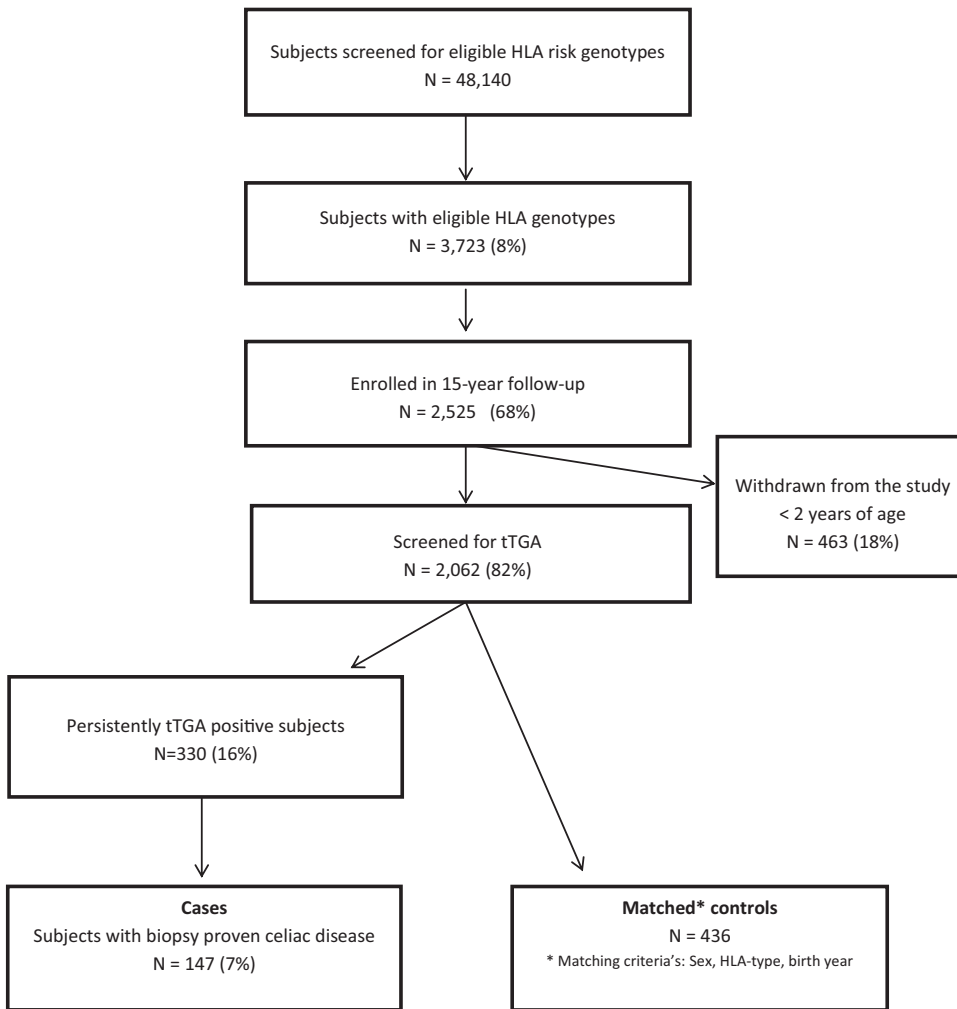 Subjects screened for eligible HLA risk genotypes
N = 48,140
Subjects with eligible HLA genotypes
N = 3,723 (8%)
Enrolled in 15-year follow-up
N = 2,525 (68%)
Withdrawn from the study
< 2 years of age
N = 463 (18%)
Screened for tTGA
N = 2,062 (82%)
Persistently tTGA positive subjects
N=330 (16%)
Cases
Subjects with biopsy proven celiac disease
N = 147 (7%)
Matched* controls
N = 436
* Matching criteria's: Sex, HLA-type, birth year